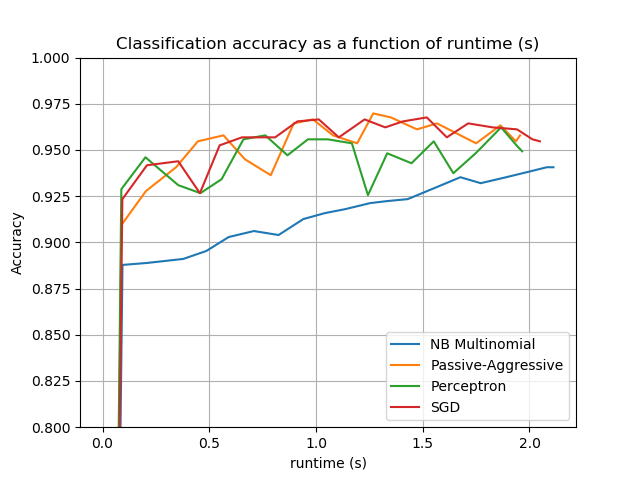 Classification accuracy as a function of runtime (s)
1.000
0.975
0.950
0.925
0.900
0.875
0.850
0.825
0.800
Accuracy
NB Multinomial
Passive-Aggressive
Perceptron
SGD
0.0 0.5 1.0 1.5 2.0
runtime (s)